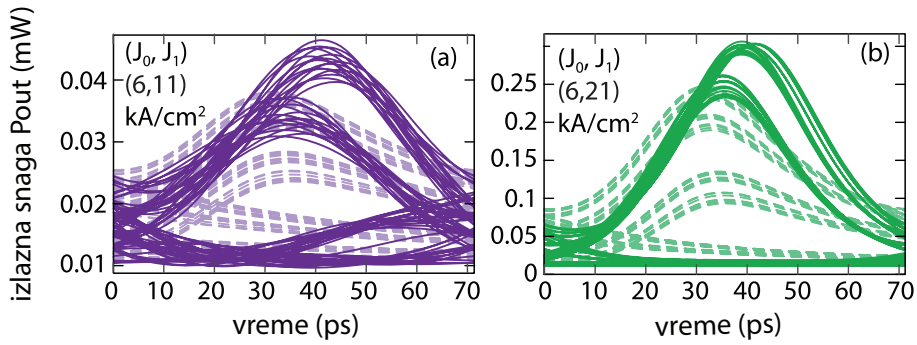 izlazna snaga Pout (mW)
(J₀, J₁)
(6,11)
kA/cm²
(a)
0.04
0.03
0.02
0.01
0 10 20 30 40 50 60 70
vreme (ps)
(J₀, J₁)
(6,21)
kA/cm²
(b)
0.25
0.2
0.15
0.1
0.05
0
0 10 20 30 40 50 60 70
vreme (ps)